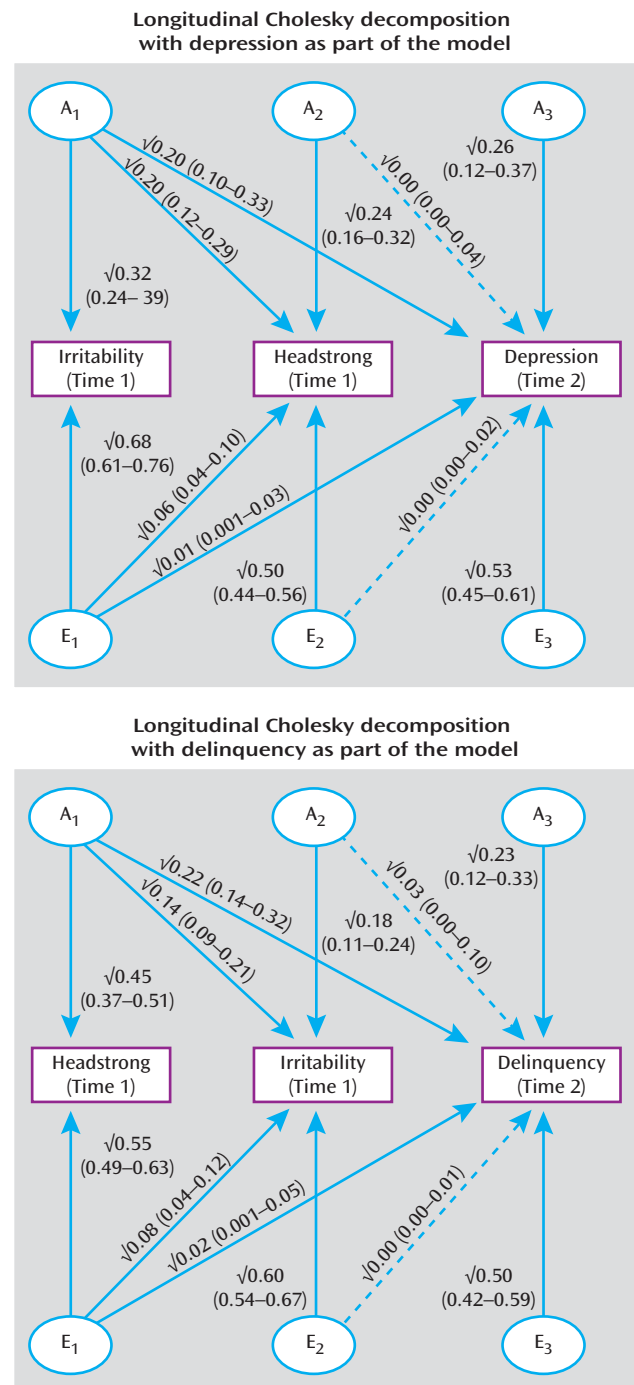 Longitudinal Cholesky decomposition
with depression as part of the model
A1
A2
A3
√0.20 (0.10–0.33)
√0.20 (0.12–0.29)
√0.00 (0.00–0.04)
√0.26
(0.12–0.37)
√0.24
(0.16–0.32)
√0.32
(0.24– 39)
Irritability
(Time 1)
Headstrong
(Time 1)
Depression
(Time 2)
√0.68
(0.61–0.76)
√0.06 (0.04–0.10)
√0.01 (0.001–0.03)
√0.00 (0.00–0.02)
√0.50
(0.44–0.56)
√0.53
(0.45–0.61)
E1
E2
E3
Longitudinal Cholesky decomposition
with delinquency as part of the model
A1
A2
A3
√0.22 (0.14–0.32)
√0.14 (0.09–0.21)
√0.03 (0.00–0.10)
√0.23
(0.12–0.33)
√0.18
(0.11–0.24)
√0.45
(0.37–0.51)
Headstrong
(Time 1)
Irritability
(Time 1)
Delinquency
(Time 2)
√0.55
(0.49–0.63)
√0.08 (0.04–0.12)
√0.02 (0.001–0.05)
√0.00 (0.00–0.01)
√0.60
(0.54–0.67)
√0.50
(0.42–0.59)
E1
E2
E3